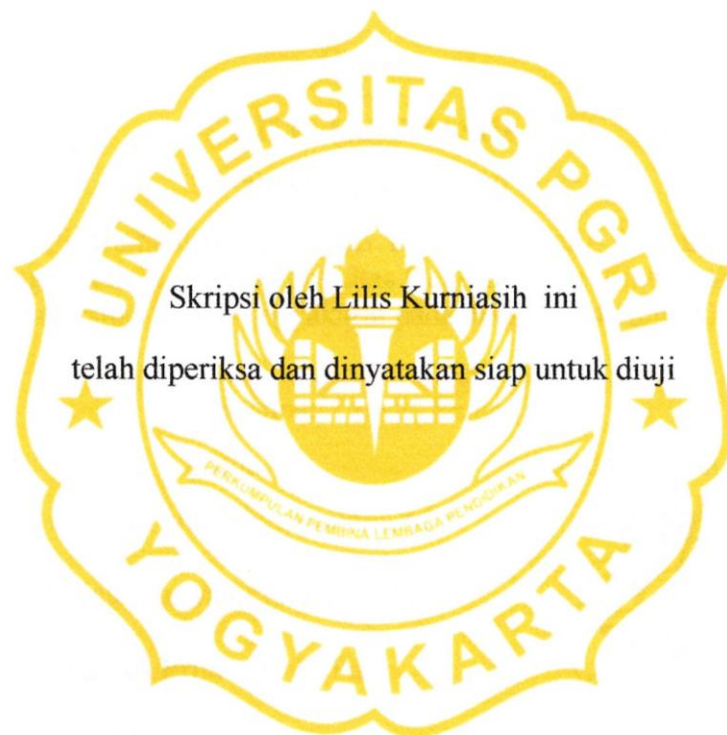 UNIVERSITAS PGRI
Skripsi oleh Lilis Kurniasih ini
telah diperiksa dan dinyatakan siap untuk diuji
PERKUMPULAN PEMBINA LEMBAGA PENDIDIKAN
YOGYAKARTA